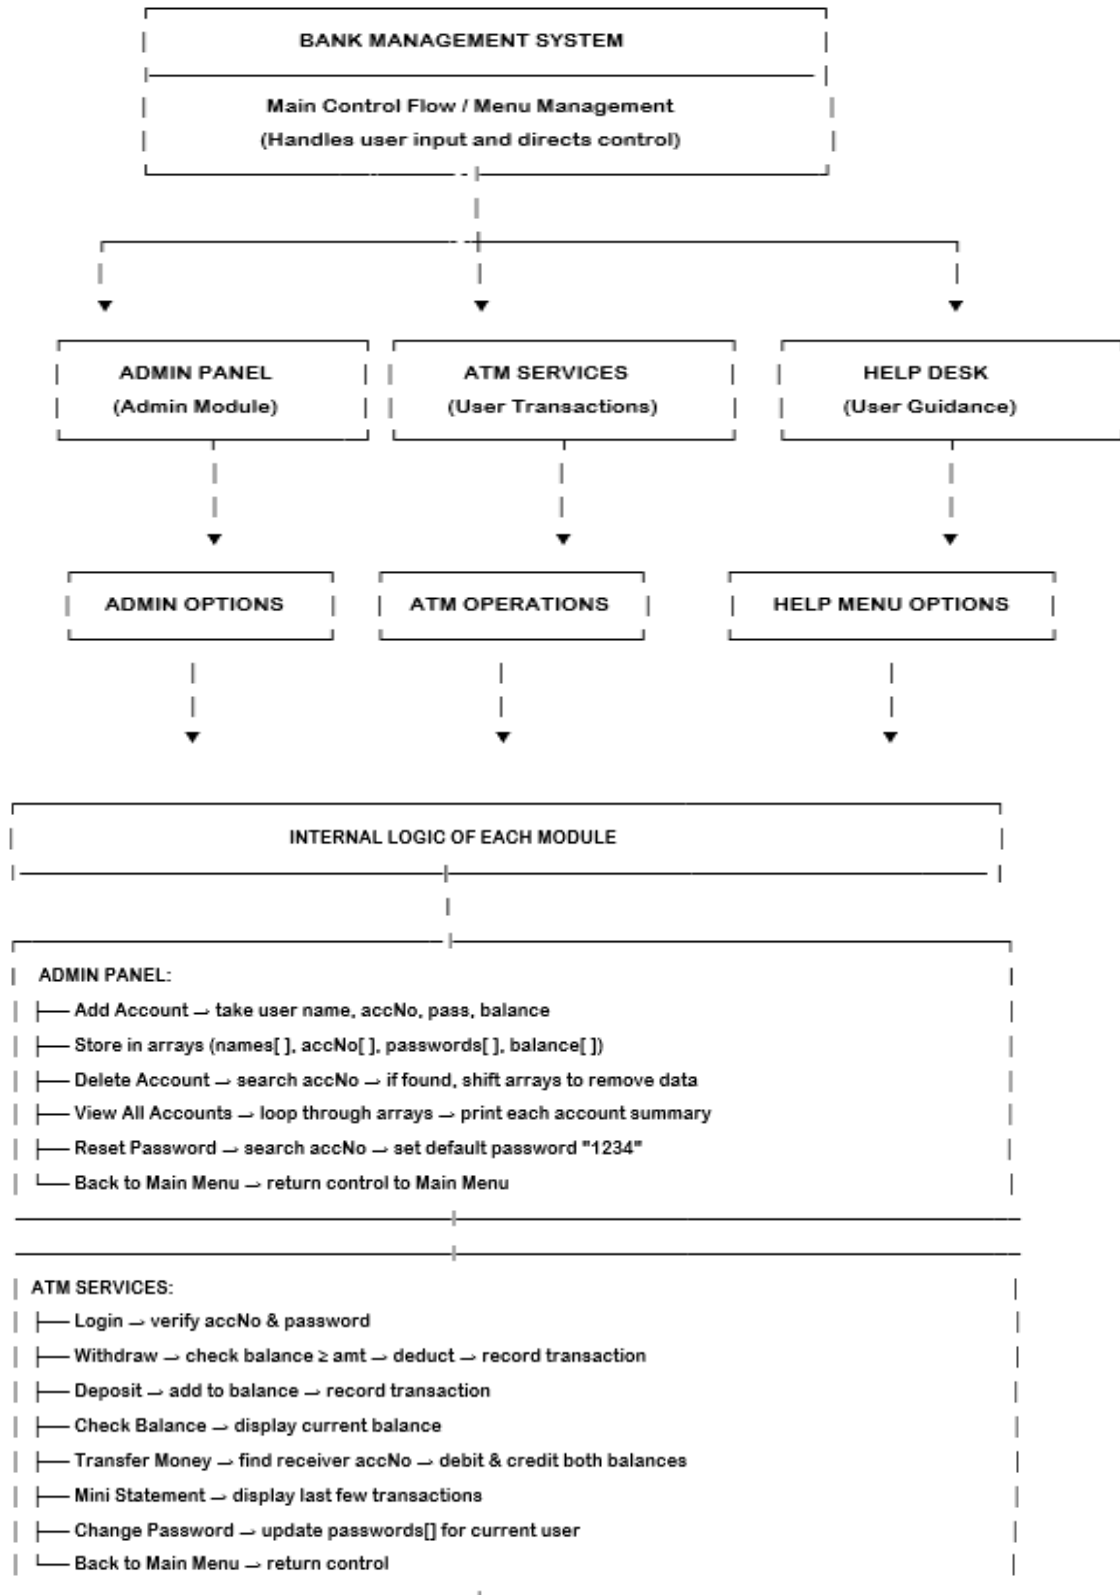 BANK MANAGEMENT SYSTEM
Main Control Flow / Menu Management
(Handles user input and directs control)
ADMIN PANEL
(Admin Module)
ATM SERVICES
(User Transactions)
HELP DESK
(User Guidance)
ADMIN OPTIONS
ATM OPERATIONS
HELP MENU OPTIONS
INTERNAL LOGIC OF EACH MODULE
ADMIN PANEL:
Add Account → take user name, accNo, pass, balance
Store in arrays (names[ ], accNo[ ], passwords[ ], balance[ ])
Delete Account → search accNo → if found, shift arrays to remove data
View All Accounts → loop through arrays → print each account summary
Reset Password → search accNo → set default password "1234"
Back to Main Menu → return control to Main Menu
ATM SERVICES:
Login → verify accNo & password
Withdraw → check balance ≥ amt → deduct → record transaction
Deposit → add to balance → record transaction
Check Balance → display current balance
Transfer Money → find receiver accNo → debit & credit both balances
Mini Statement → display last few transactions
Change Password → update passwords[] for current user
Back to Main Menu → return control